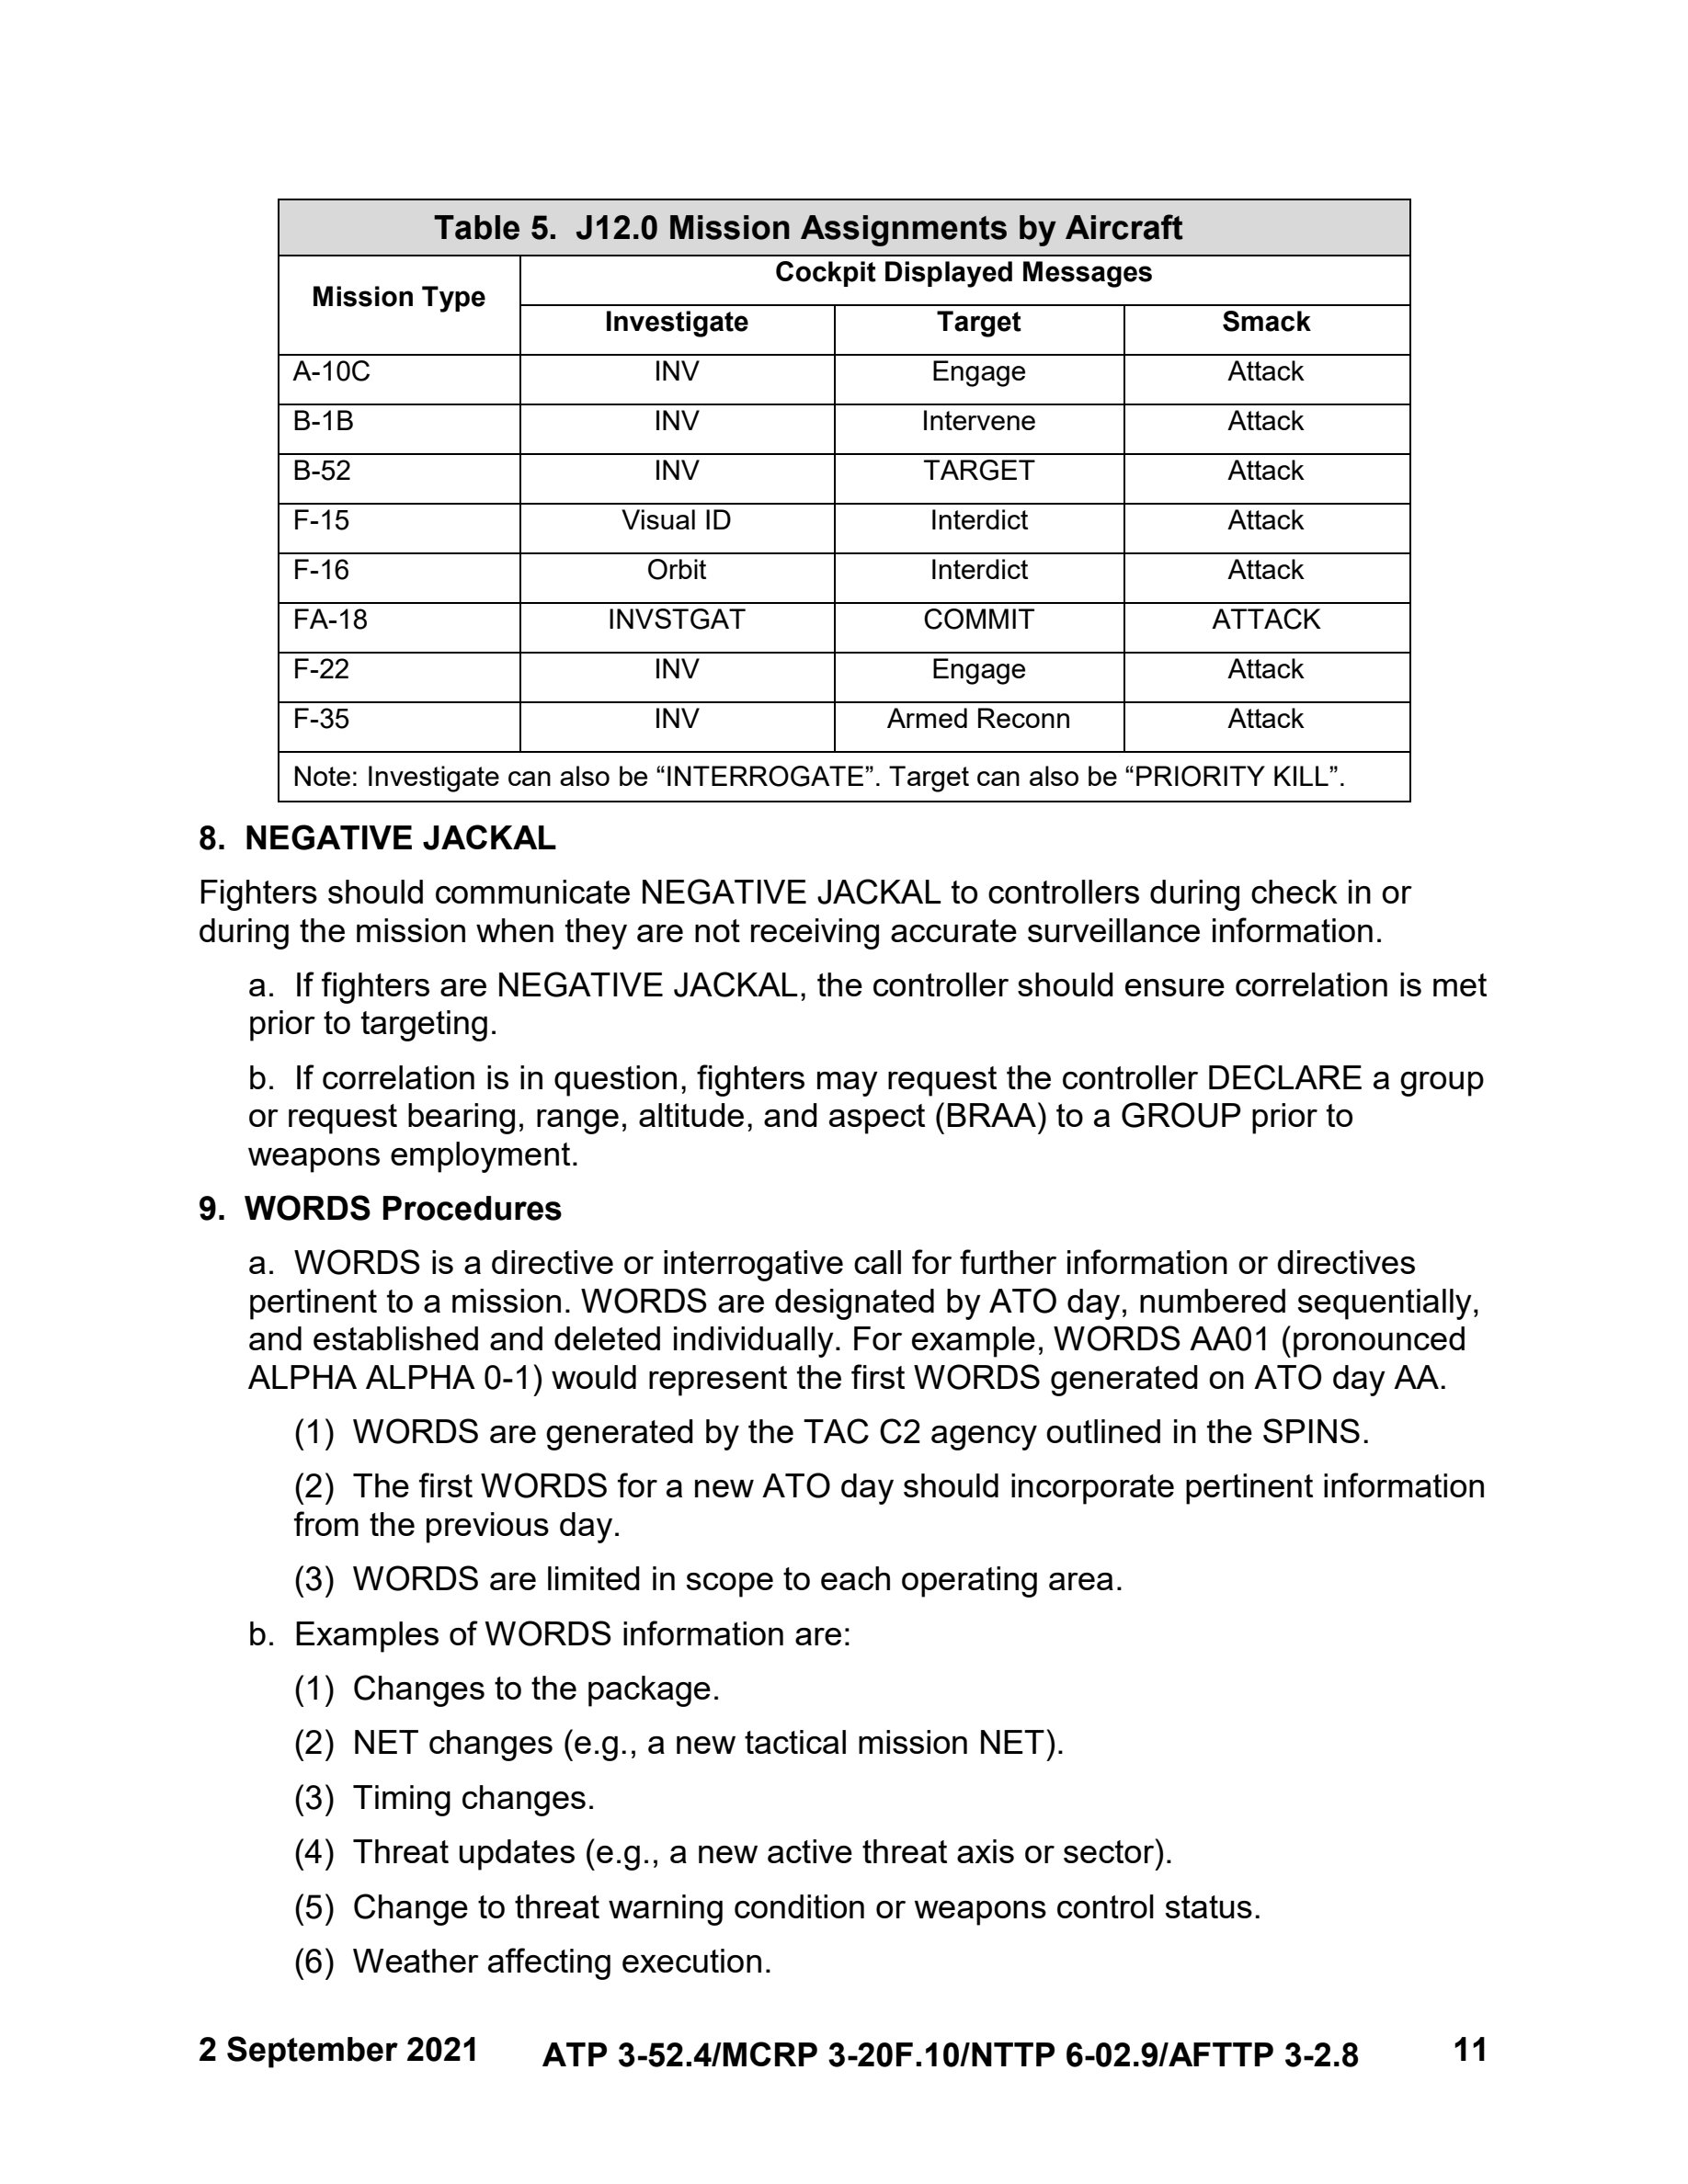 Table 5.  J12.0 Mission Assignments by Aircraft
Mission Type
Cockpit Displayed Messages
Investigate Target Smack
A-10C INV Engage Attack
B-1B INV Intervene Attack
B-52 INV TARGET Attack
F-15 Visual ID Interdict Attack
F-16 Orbit Interdict Attack
FA-18 INVSTGAT COMMIT ATTACK
F-22 INV Engage Attack
F-35 INV Armed Reconn Attack
Note: Investigate can also be “INTERROGATE”. Target can also be “PRIORITY KILL”.
8.  NEGATIVE JACKAL
Fighters should communicate NEGATIVE JACKAL to controllers during check in or
during the mission when they are not receiving accurate surveillance information.
a.  If fighters are NEGATIVE JACKAL, the controller should ensure correlation is met
prior to targeting.
b.  If correlation is in question, fighters may request the controller DECLARE a group
or request bearing, range, altitude, and aspect (BRAA) to a GROUP prior to
weapons employment.
9.  WORDS Procedures
a.  WORDS is a directive or interrogative call for further information or directives
pertinent to a mission. WORDS are designated by ATO day, numbered sequentially,
and established and deleted individually. For example, WORDS AA01 (pronounced
ALPHA ALPHA 0-1) would represent the first WORDS generated on ATO day AA.
(1)  WORDS are generated by the TAC C2 agency outlined in the SPINS.
(2)  The first WORDS for a new ATO day should incorporate pertinent information
from the previous day.
(3)  WORDS are limited in scope to each operating area.
b.  Examples of WORDS information are:
(1)  Changes to the package.
(2)  NET changes (e.g., a new tactical mission NET).
(3)  Timing changes.
(4)  Threat updates (e.g., a new active threat axis or sector).
(5)  Change to threat warning condition or weapons control status.
(6)  Weather affecting execution.
2 September 2021 ATP 3-52.4/MCRP 3-20F.10/NTTP 6-02.9/AFTTP 3-2.8 11